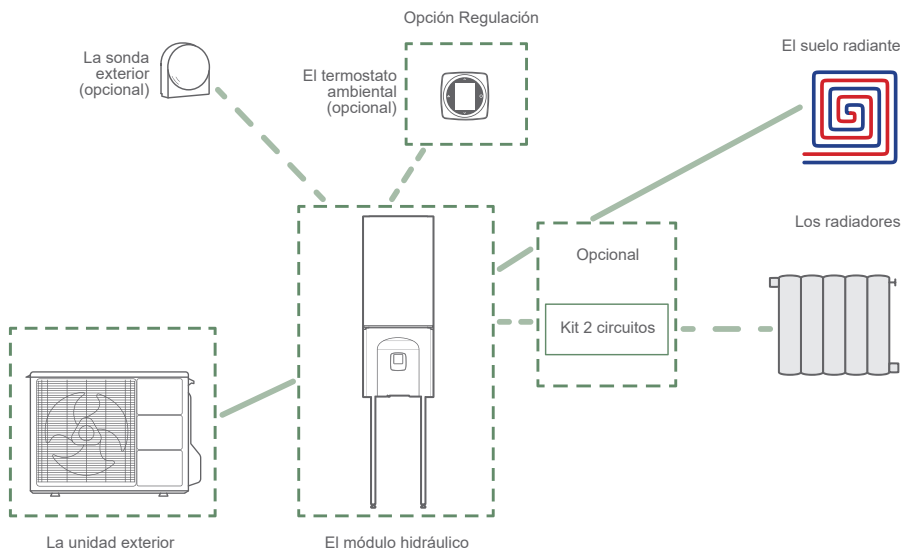 Opción Regulación
La sonda
exterior
(opcional)
El termostato
ambiental
(opcional)
El suelo radiante
Los radiadores
Opcional
Kit 2 circuitos
La unidad exterior
El módulo hidráulico